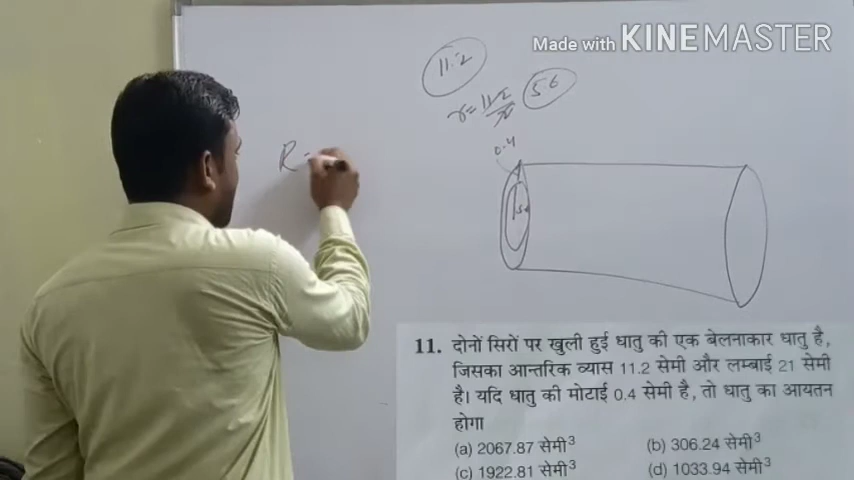 Made with KINEMASTER
11.2
r = 11.2/2 5.6
0.4
R =
11. दोनों सिरों पर खुली हुई धातु की एक बेलनाकार धातु है,
जिसका आन्तरिक व्यास 11.2 सेमी और लम्बाई 21 सेमी
है। यदि धातु की मोटाई 0.4 सेमी है, तो धातु का आयतन
होगा
(a) 2067.87 सेमी³ (b) 306.24 सेमी³
(c) 1922.81 सेमी³ (d) 1033.94 सेमी³